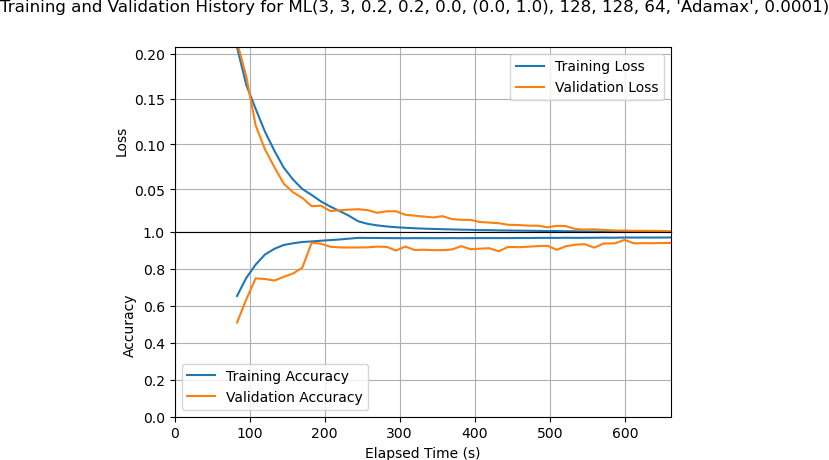 Training and Validation History for ML(3, 3, 0.2, 0.2, 0.0, (0.0, 1.0), 128, 128, 64, 'Adamax', 0.0001)
0.20
0.15
0.10
0.05
Loss
Training Loss
Validation Loss
1.0
0.8
0.6
0.4
0.2
0.0
Accuracy
Training Accuracy
Validation Accuracy
0 100 200 300 400 500 600
Elapsed Time (s)